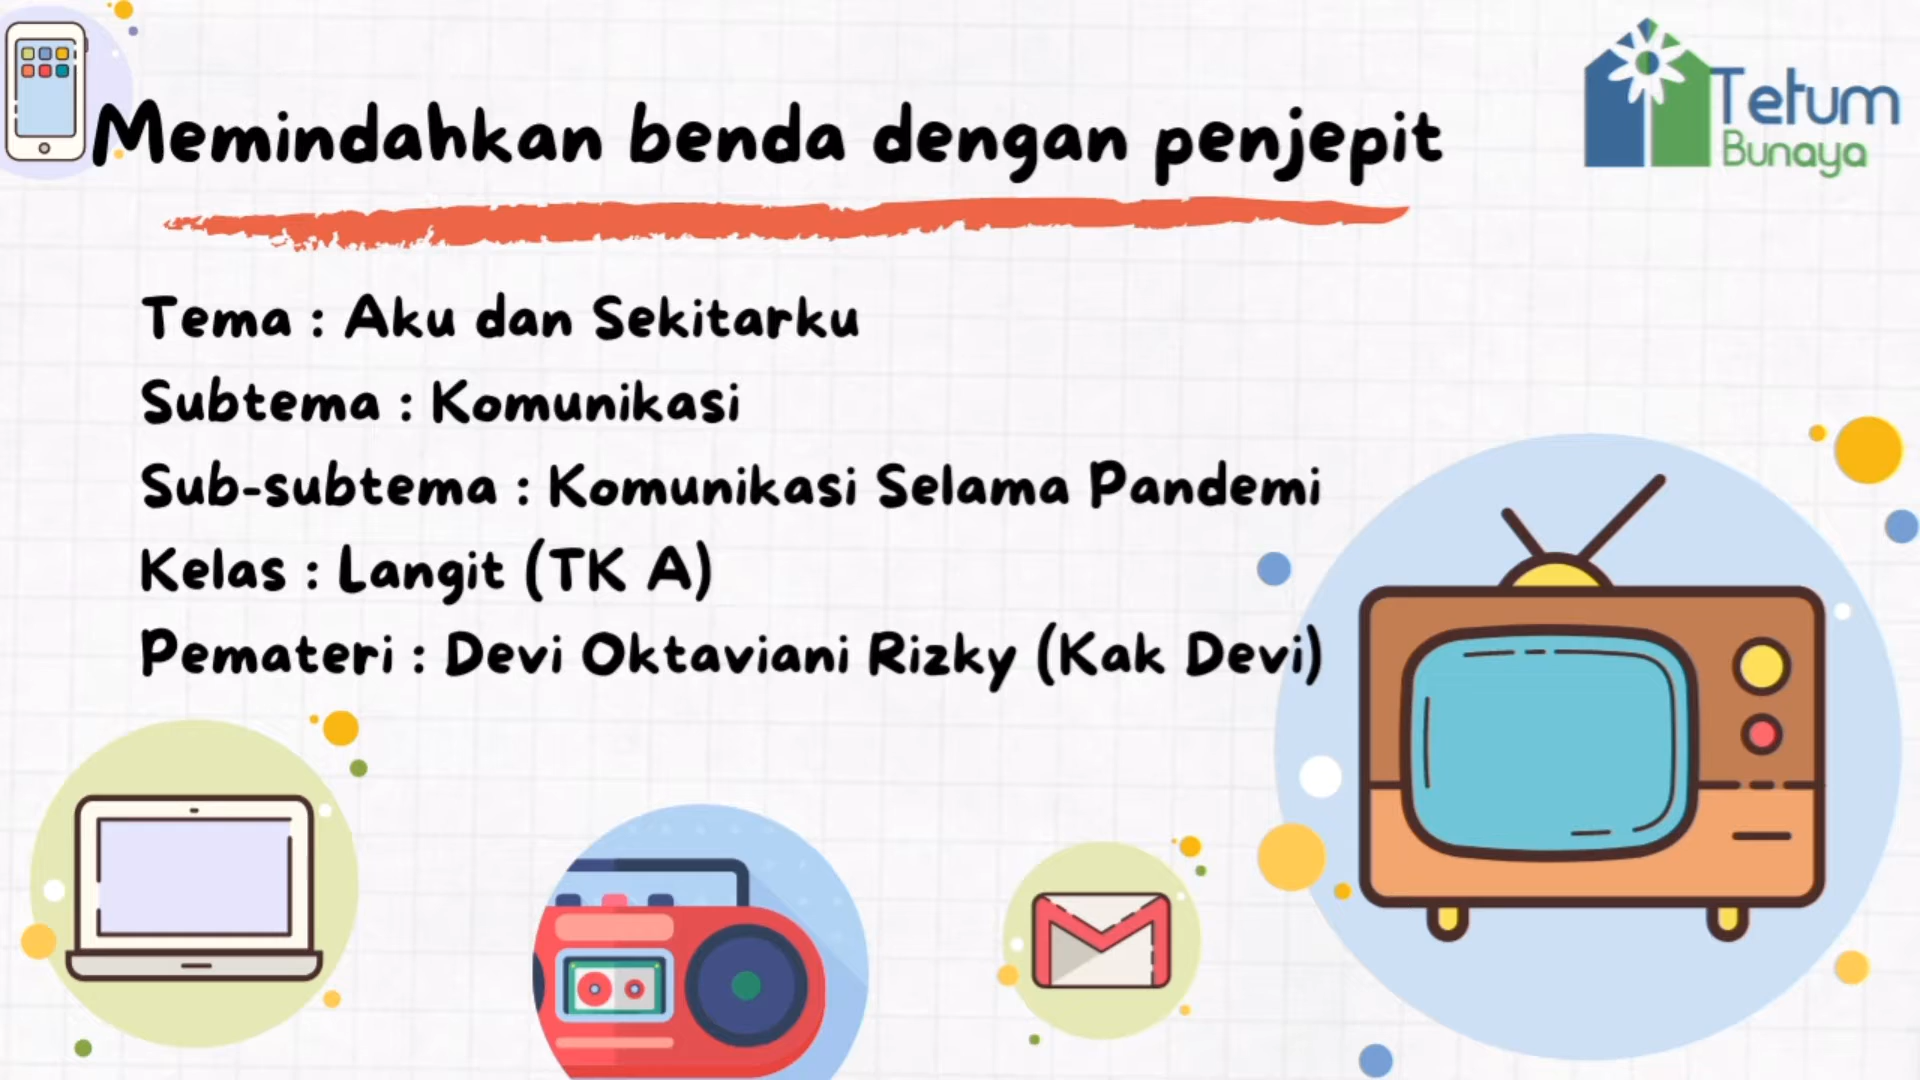 Memindahkan benda dengan penjepit
Tetum
Bunaya
Tema : Aku dan Sekitarku
Subtema : Komunikasi
Sub-subtema : Komunikasi Selama Pandemi
Kelas : Langit (TK A)
Pemateri : Devi Oktaviani Rizky (Kak Devi)